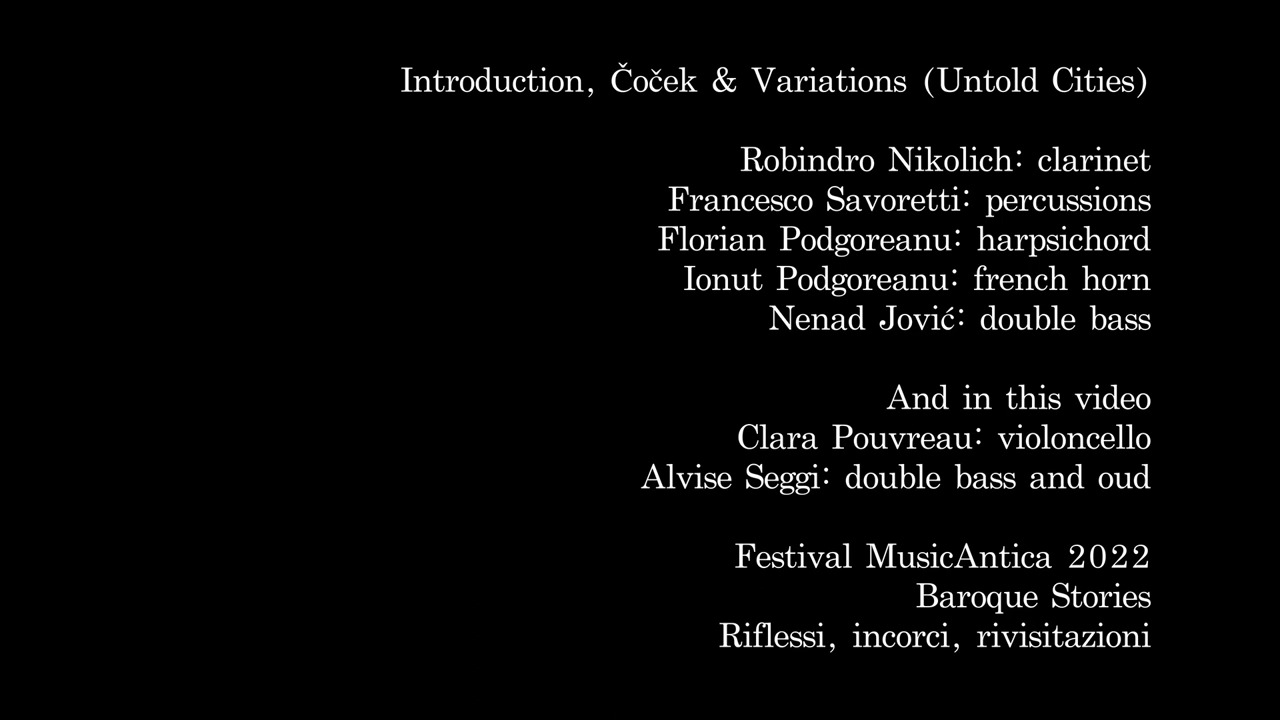 Introduction, Čoček & Variations (Untold Cities)
Robindro Nikolich: clarinet
Francesco Savoretti: percussions
Florian Podgoreanu: harpsichord
Ionut Podgoreanu: french horn
Nenad Jović: double bass
And in this video
Clara Pouvreau: violoncello
Alvise Seggi: double bass and oud
Festival MusicAntica 2022
Baroque Stories
Riflessi, incorci, rivisitazioni